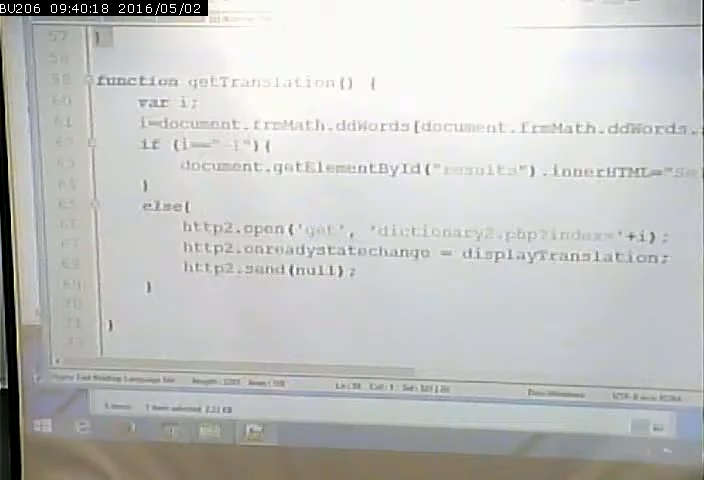 BU206 09:40:18 2016/05/02
57 }
58
59 function getTranslation() {
60 var i;
61 i=document.frmMath.ddWords[document.frmMath.ddWords.
62 if (i=="-1"){
63 document.getElementById("results").innerHTML="Se
64 }
65 else{
66 http2.open('get', 'dictionary2.php?index='+i);
67 http2.onreadystatechange = displayTranslation;
68 http2.send(null);
69 }
70
71 }
72